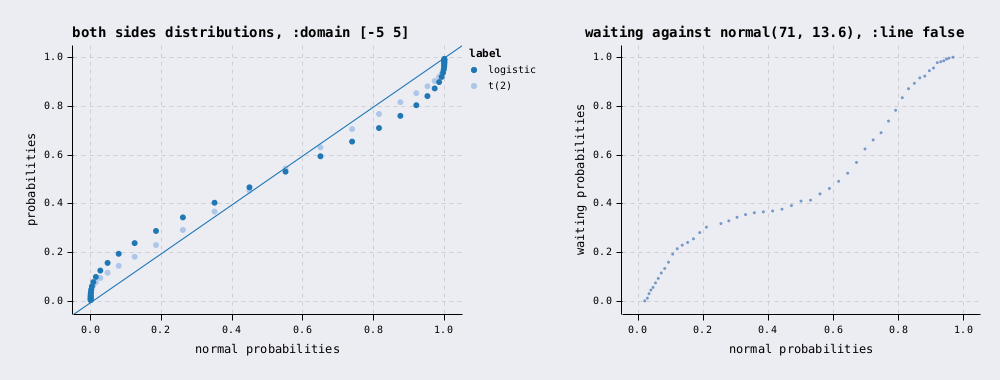 both sides distributions, :domain [-5 5]
label
logistic
t(2)
probabilities
1.0
0.8
0.6
0.4
0.2
0.0
0.0 0.2 0.4 0.6 0.8 1.0
normal probabilities
waiting against normal(71, 13.6), :line false
waiting probabilities
1.0
0.8
0.6
0.4
0.2
0.0
0.0 0.2 0.4 0.6 0.8 1.0
normal probabilities